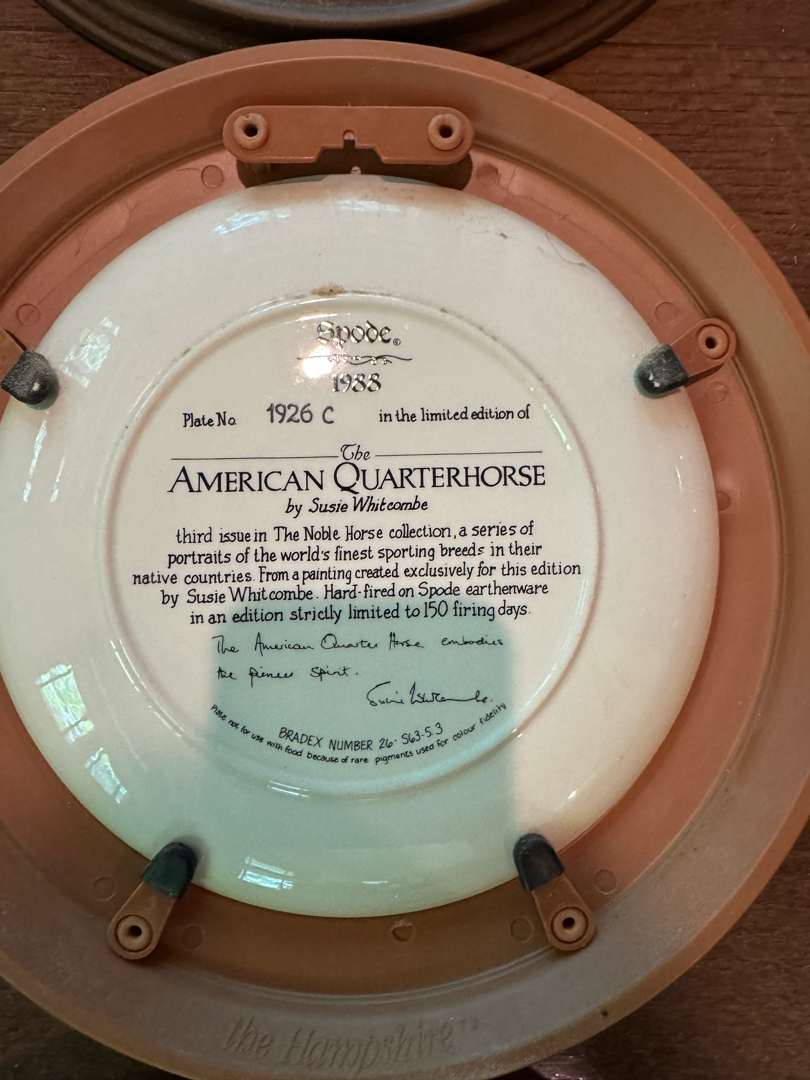 Spode®
1988
Plate No. 1926 C in the limited edition of
The
AMERICAN QUARTERHORSE
by Susie Whitcombe
third issue in The Noble Horse collection, a series of
portraits of the world's finest sporting breeds in their
native countries. From a painting created exclusively for this edition
by Susie Whitcombe. Hard-fired on Spode earthenware
in an edition strictly limited to 150 firing days.
The American Quarter Horse embodies
the pioneer spirit.
Susie Whitcombe.
BRADEX NUMBER 26-S63-5.3
Plate not for use with food because of rare pigments used for colour fidelity
The Hampshire™